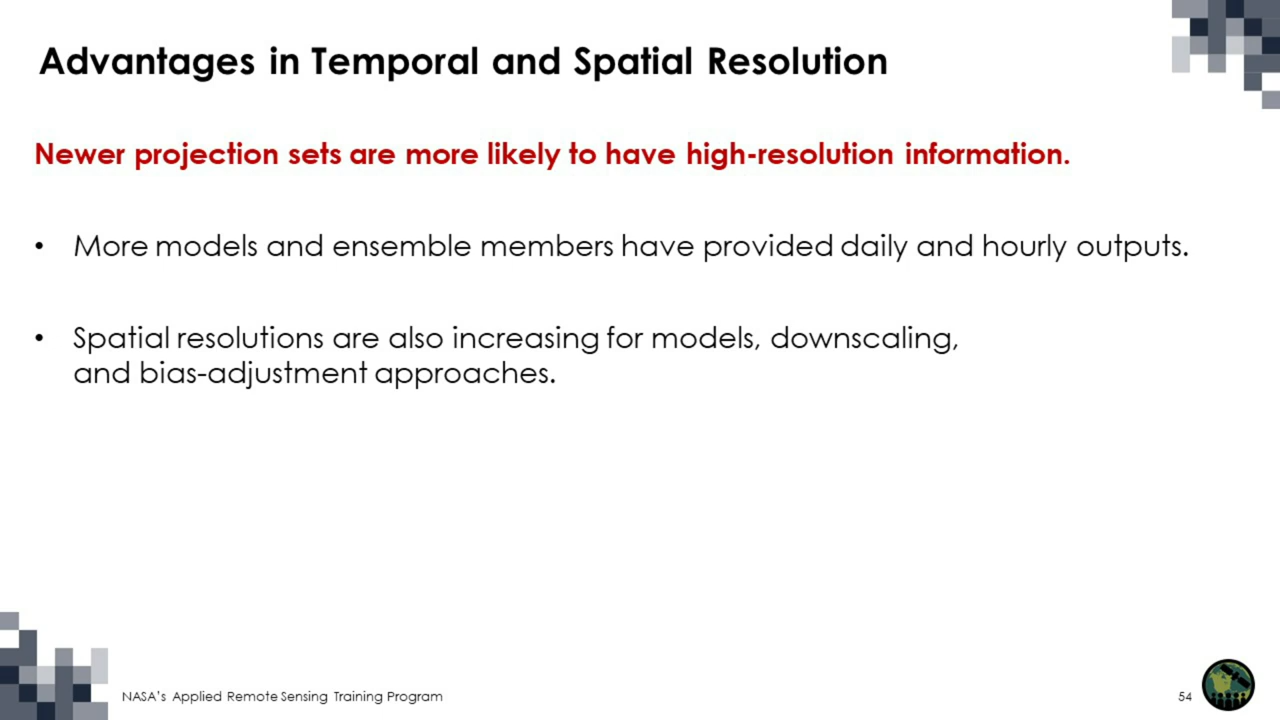 Advantages in Temporal and Spatial Resolution
Newer projection sets are more likely to have high-resolution information.
• More models and ensemble members have provided daily and hourly outputs.
• Spatial resolutions are also increasing for models, downscaling,
and bias-adjustment approaches.
NASA's Applied Remote Sensing Training Program
54